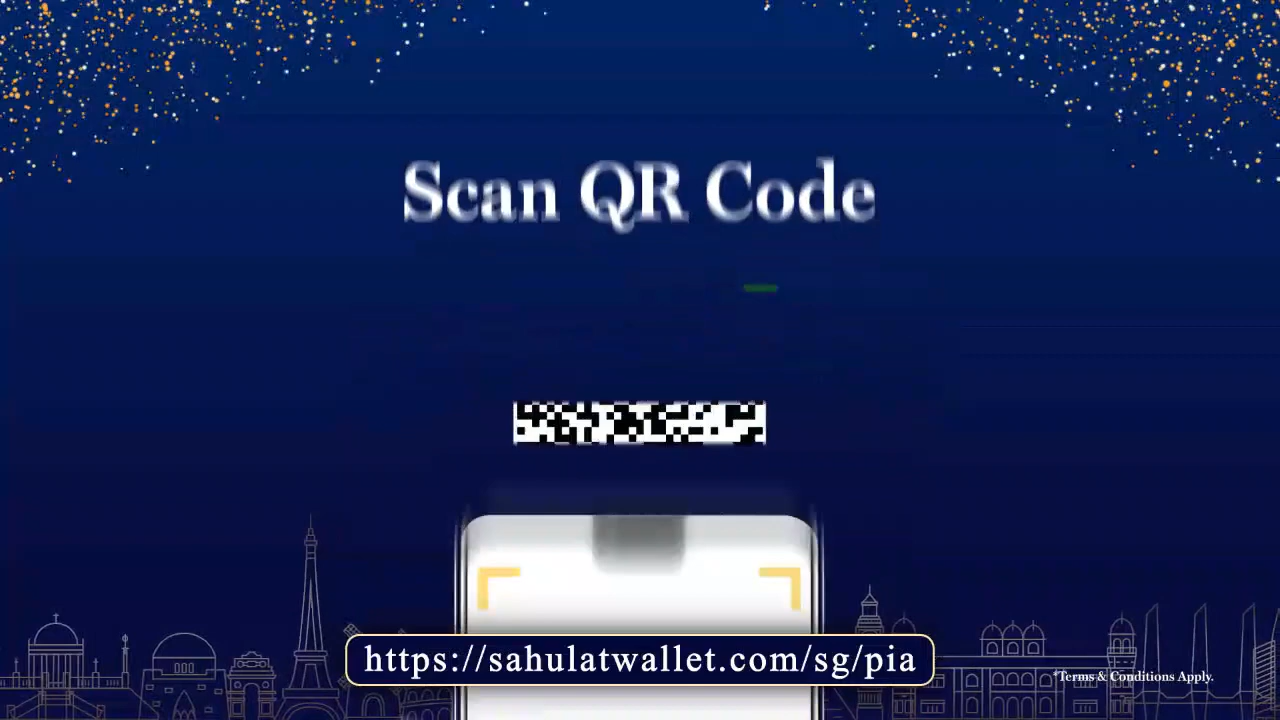 Scan QR Code
https://sahulatwallet.com/sg/pia
*Terms & Conditions Apply.